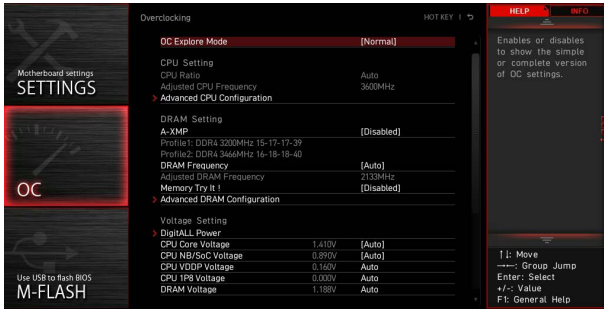 Overclocking
HOT KEY |
HELP
INFO
OC Explore Mode [Normal]
CPU Setting
CPU Ratio Auto
Adjusted CPU Frequency 3600MHz
Advanced CPU Configuration
DRAM Setting
A-XMP [Disabled]
Profile1: DDR4 3200MHz 15-17-17-39
Profile2: DDR4 3466MHz 16-18-18-40
DRAM Frequency [Auto]
Adjusted DRAM Frequency 2133MHz
Memory Try It ! [Disabled]
Advanced DRAM Configuration
Voltage Setting
DigitALL Power
CPU Core Voltage 1.410V [Auto]
CPU NB/SoC Voltage 0.890V [Auto]
CPU VDDP Voltage 0.160V Auto
CPU 1P8 Voltage 0.000V Auto
DRAM Voltage 1.188V Auto
Motherboard settings
SETTINGS
OC
Use USB to flash BIOS
M-FLASH
Enables or disables
to show the simple
or complete version
of OC settings.
↑↓: Move
→←: Group Jump
Enter: Select
+/-: Value
F1: General Help